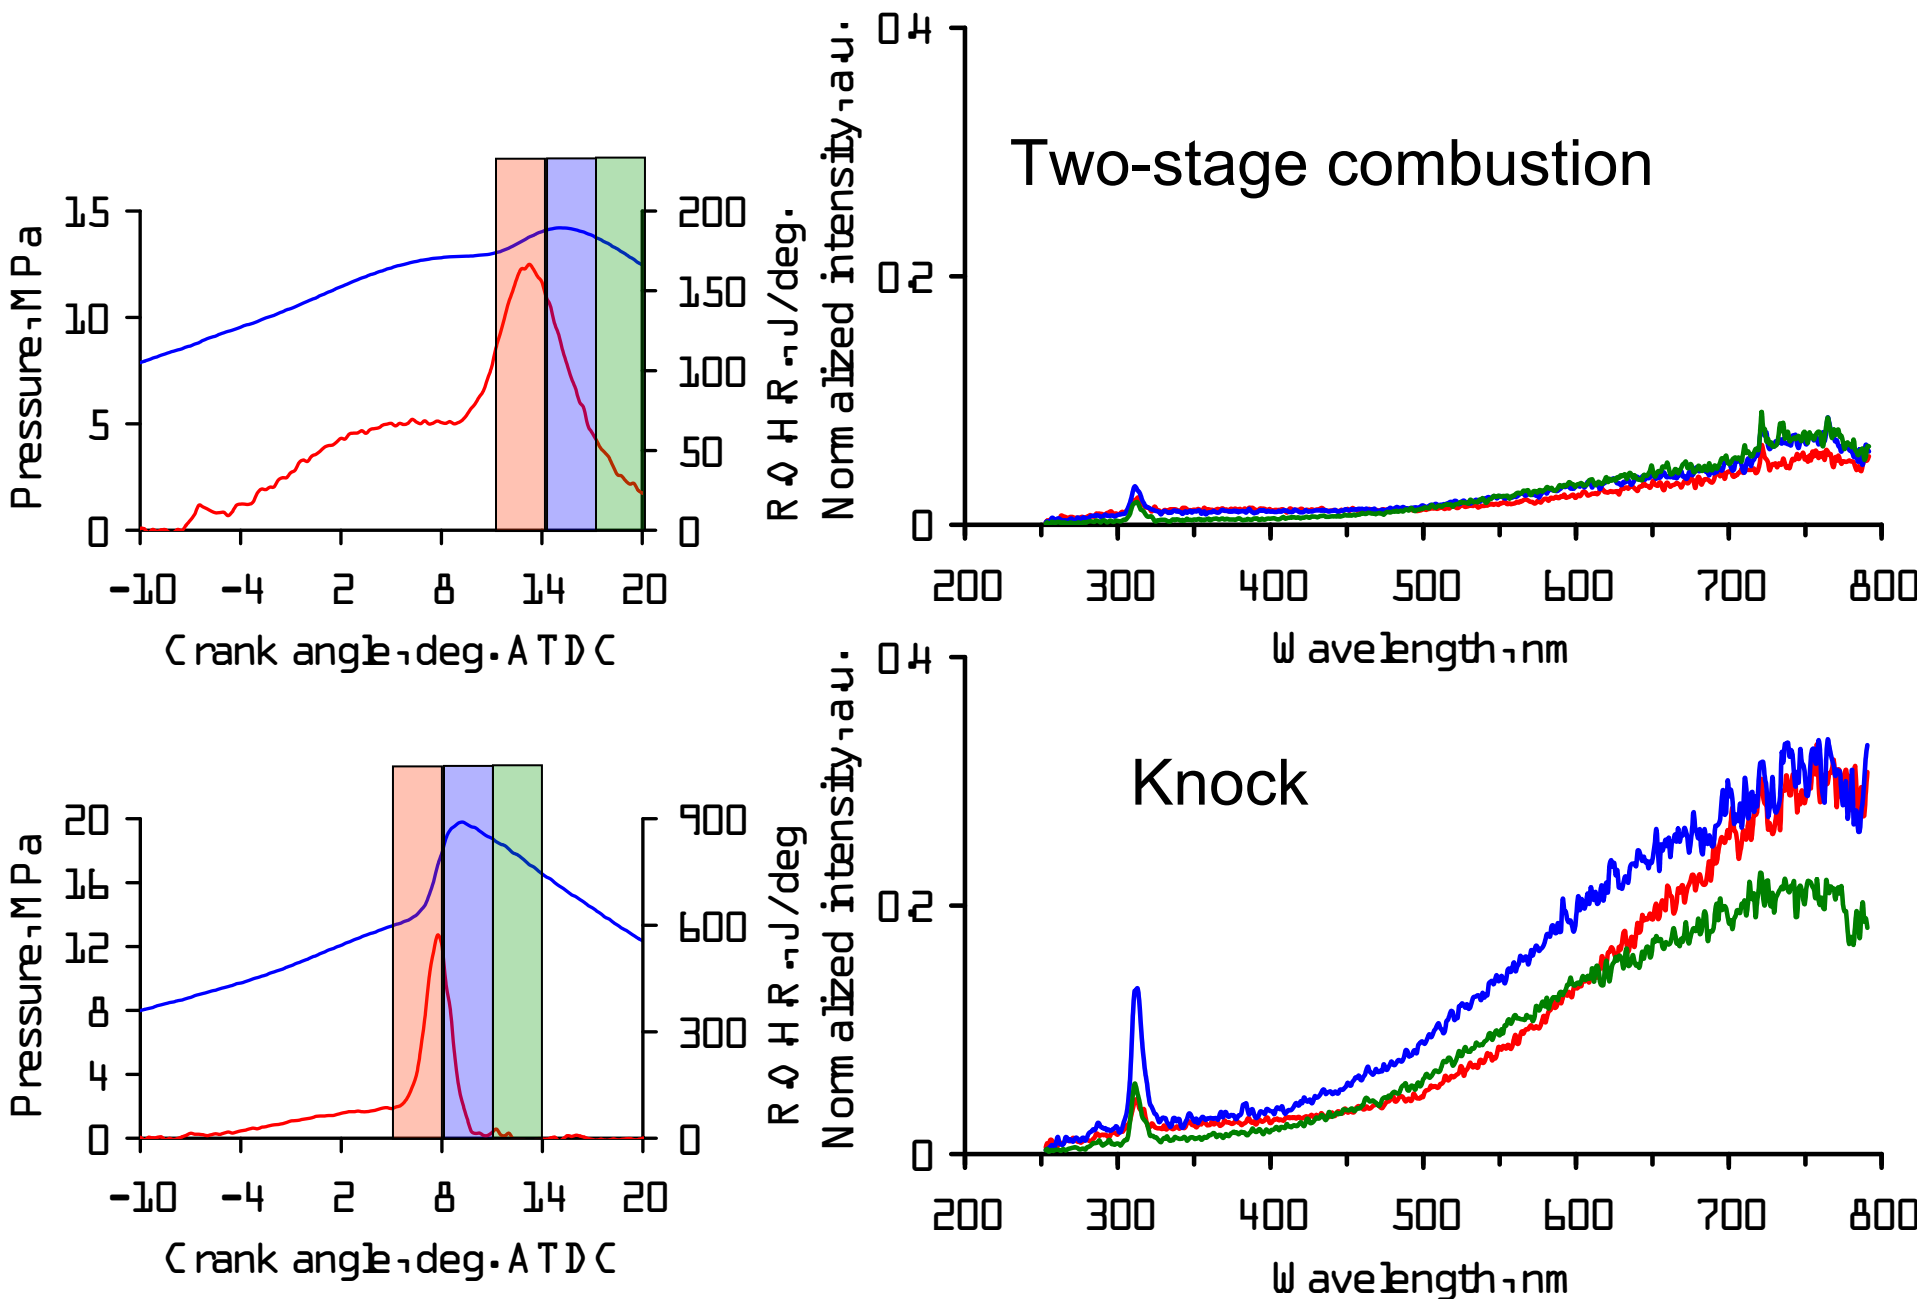 Pressure, MPa
15
10
5
0
200
150
100
50
0
R.O.H.R., J/deg.
-10 -4 2 8 14 20
Crank angle, deg. ATDC
Normalized intensity, a.u.
0.4
0.2
0
Two-stage combustion
200 300 400 500 600 700 800
Wavelength, nm
Pressure, MPa
20
16
12
8
4
0
900
600
300
0
R.O.H.R., J/deg
-10 -4 2 8 14 20
Crank angle, deg. ATDC
Normalized intensity, a.u.
0.4
0.2
0
Knock
200 300 400 500 600 700 800
Wavelength, nm